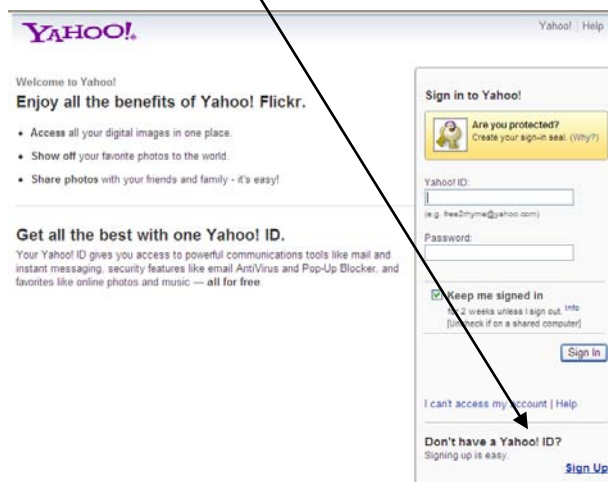 YAHOO!
Yahoo! | Help
Welcome to Yahoo!
Enjoy all the benefits of Yahoo! Flickr.
• Access all your digital images in one place.
• Show off your favorite photos to the world.
• Share photos with your friends and family - it's easy!
Get all the best with one Yahoo! ID.
Your Yahoo! ID gives you access to powerful communications tools like mail and
instant messaging, security features like email AntiVirus and Pop-Up Blocker, and
favorites like online photos and music — all for free.
Sign in to Yahoo!
Are you protected?
Create your sign-in seal. (Why?)
Yahoo! ID:
(e.g. free2rhyme@yahoo.com)
Password:
Keep me signed in
for 2 weeks unless I sign out. Info
[Uncheck if on a shared computer]
Sign In
I can't access my account | Help
Don't have a Yahoo! ID?
Signing up is easy.
Sign Up